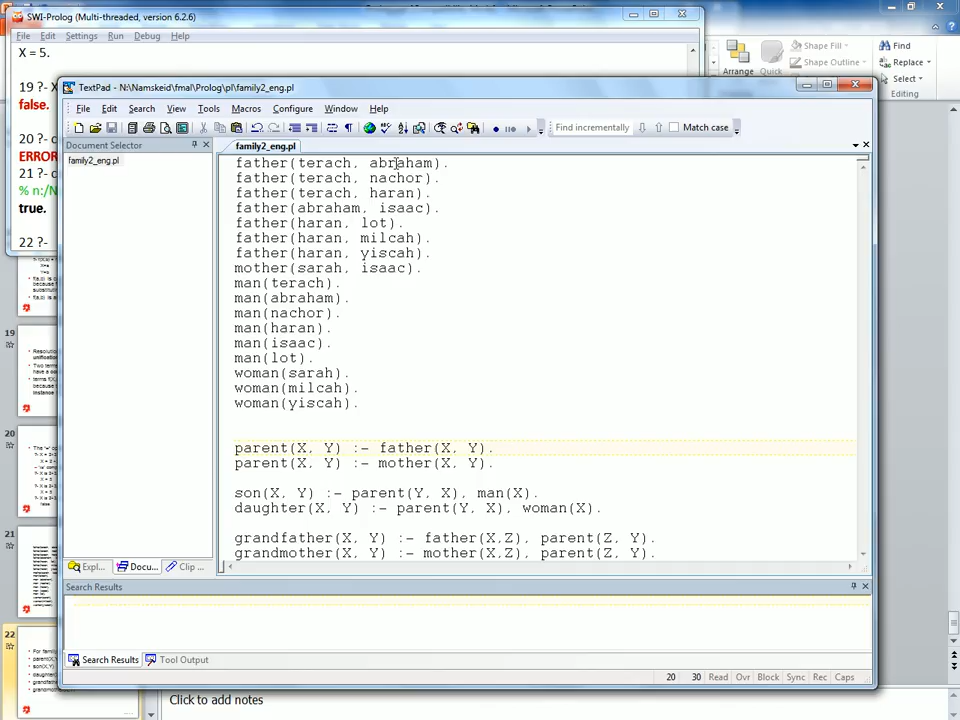 SWI-Prolog (Multi-threaded, version 6.2.6)
File Edit Settings Run Debug Help
X = 5.
19 ?- X
false.
20 ?- c
ERROR
21 ?- c
% n:/N
true.
22 ?-
Shape Fill
Shape Outline
Arrange
Quick
Find
Replace
Select
Editing
TextPad - N:\Namskeid\fmal\Prolog\pl\family2_eng.pl
File Edit Search View Tools Macros Configure Window Help
Find incrementally
Match case
Document Selector
family2_eng.pl
family2_eng.pl
father(terach, abraham).
father(terach, nachor).
father(terach, haran).
father(abraham, isaac).
father(haran, lot).
father(haran, milcah).
father(haran, yiscah).
mother(sarah, isaac).
man(terach).
man(abraham).
man(nachor).
man(haran).
man(isaac).
man(lot).
woman(sarah).
woman(milcah).
woman(yiscah).
parent(X, Y) :- father(X, Y).
parent(X, Y) :- mother(X, Y).
son(X, Y) :- parent(Y, X), man(X).
daughter(X, Y) :- parent(Y, X), woman(X).
grandfather(X, Y) :- father(X,Z), parent(Z, Y).
grandmother(X, Y) :- mother(X,Z), parent(Z, Y).
Expl... Docu... Clip ...
Search Results
Search Results Tool Output
20 30 Read Ovr Block Sync Rec Caps
19
20
21
22
Click to add notes